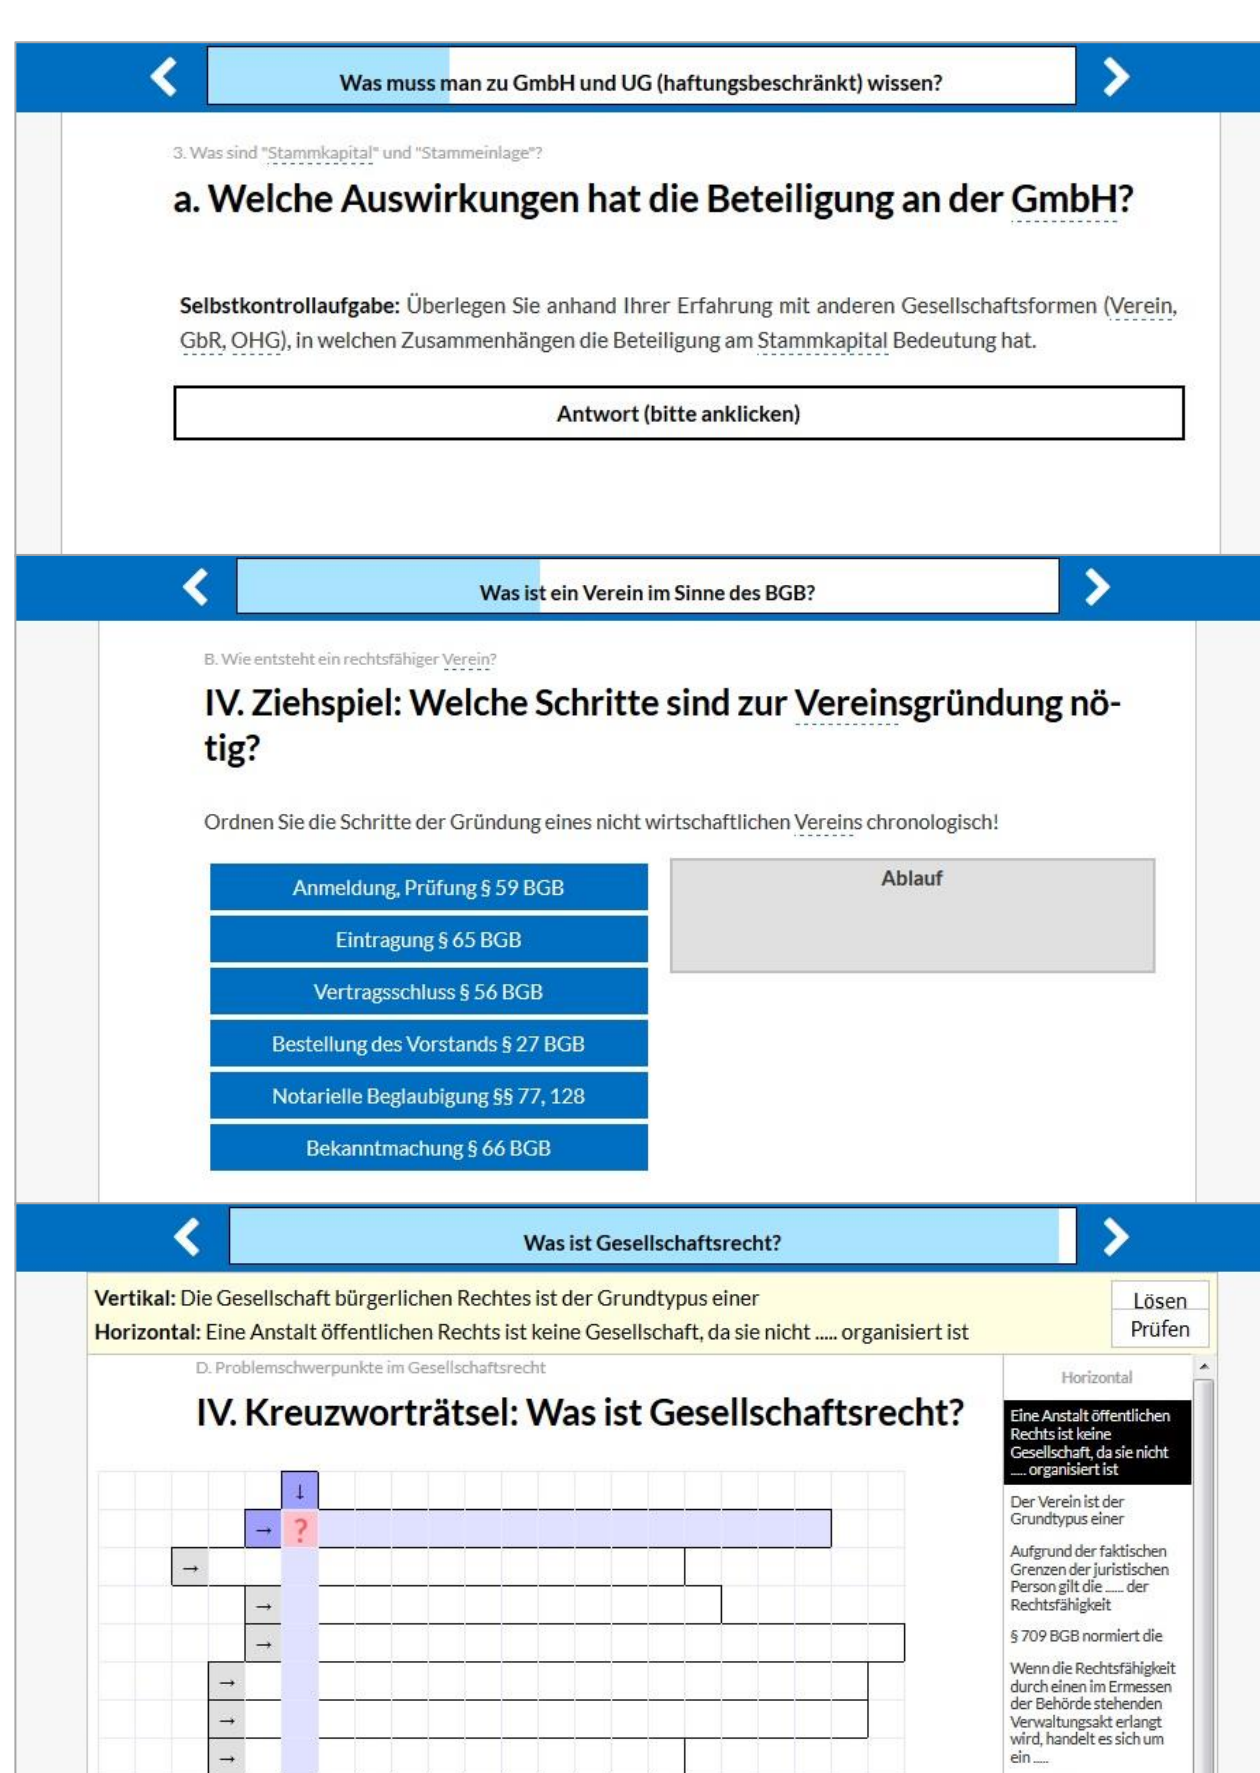 Was muss man zu GmbH und UG (haftungsbeschränkt) wissen?
3. Was sind "Stammkapital" und "Stammeinlage"?
a. Welche Auswirkungen hat die Beteiligung an der GmbH?
Selbstkontrollaufgabe: Überlegen Sie anhand Ihrer Erfahrung mit anderen Gesellschaftsformen (Verein,
GbR, OHG), in welchen Zusammenhängen die Beteiligung am Stammkapital Bedeutung hat.
Antwort (bitte anklicken)
Was ist ein Verein im Sinne des BGB?
B. Wie entsteht ein rechtsfähiger Verein?
IV. Ziehspiel: Welche Schritte sind zur Vereinsgründung nö-
tig?
Ordnen Sie die Schritte der Gründung eines nicht wirtschaftlichen Vereins chronologisch!
Anmeldung, Prüfung § 59 BGB
Eintragung § 65 BGB
Vertragsschluss § 56 BGB
Bestellung des Vorstands § 27 BGB
Notarielle Beglaubigung §§ 77, 128
Bekanntmachung § 66 BGB
Ablauf
Was ist Gesellschaftsrecht?
Vertikal: Die Gesellschaft bürgerlichen Rechtes ist der Grundtypus einer
Horizontal: Eine Anstalt öffentlichen Rechts ist keine Gesellschaft, da sie nicht ..... organisiert ist
Lösen
Prüfen
D. Problemschwerpunkte im Gesellschaftsrecht
IV. Kreuzworträtsel: Was ist Gesellschaftsrecht?
↓
→ ?
→
→
→
→
→
→
Horizontal
Eine Anstalt öffentlichen
Rechts ist keine
Gesellschaft, da sie nicht
..... organisiert ist
Der Verein ist der
Grundtypus einer
Aufgrund der faktischen
Grenzen der juristischen
Person gilt die ..... der
Rechtsfähigkeit
§ 709 BGB normiert die
Wenn die Rechtsfähigkeit
durch einen im Ermessen
der Behörde stehenden
Verwaltungsakt erlangt
wird, handelt es sich um
ein .....